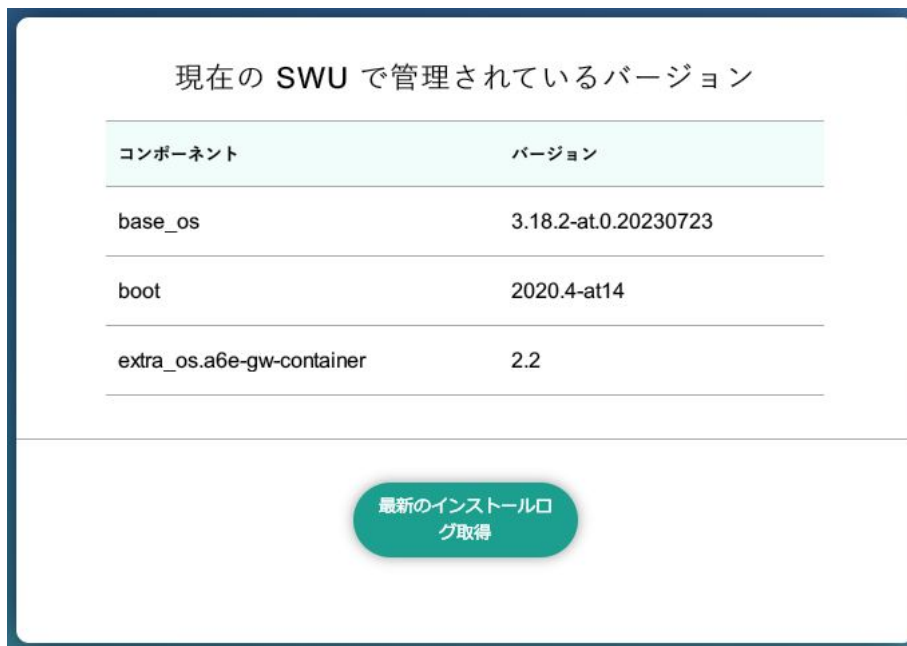 現在の SWU で管理されているバージョン
コンポーネント バージョン
base_os 3.18.2-at.0.20230723
boot 2020.4-at14
extra_os.a6e-gw-container 2.2
最新のインストールロ
グ取得